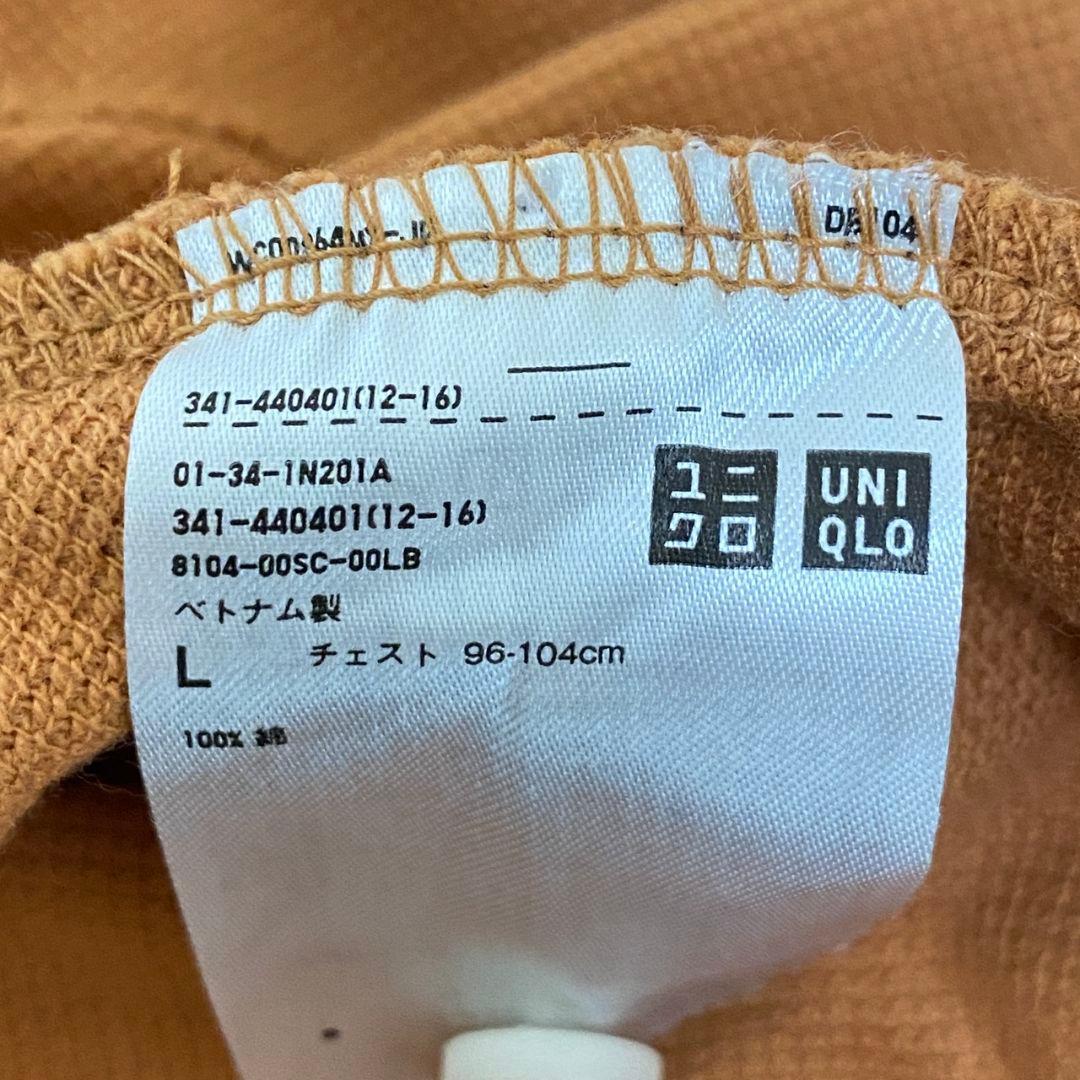 DB104
341-440401(12-16)
01-34-1N201A
341-440401(12-16)
8104-00SC-00LB
ベトナム製
L チェスト 96-104cm
100% 綿
ユニ
クロ
UNI
QLO